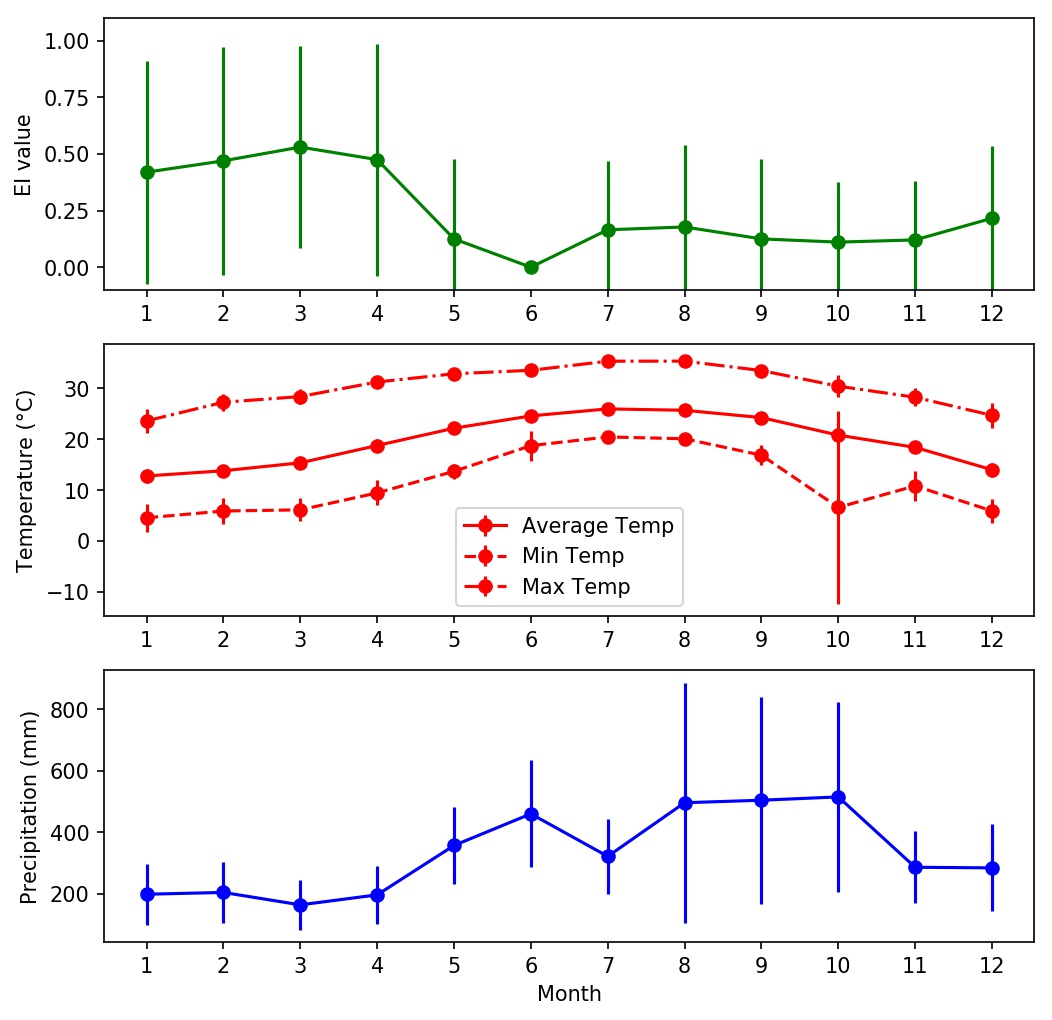 EI value
1.00
0.75
0.50
0.25
0.00
1 2 3 4 5 6 7 8 9 10 11 12
Temperature (°C)
30
20
10
0
−10
Average Temp
Min Temp
Max Temp
1 2 3 4 5 6 7 8 9 10 11 12
Precipitation (mm)
800
600
400
200
1 2 3 4 5 6 7 8 9 10 11 12
Month